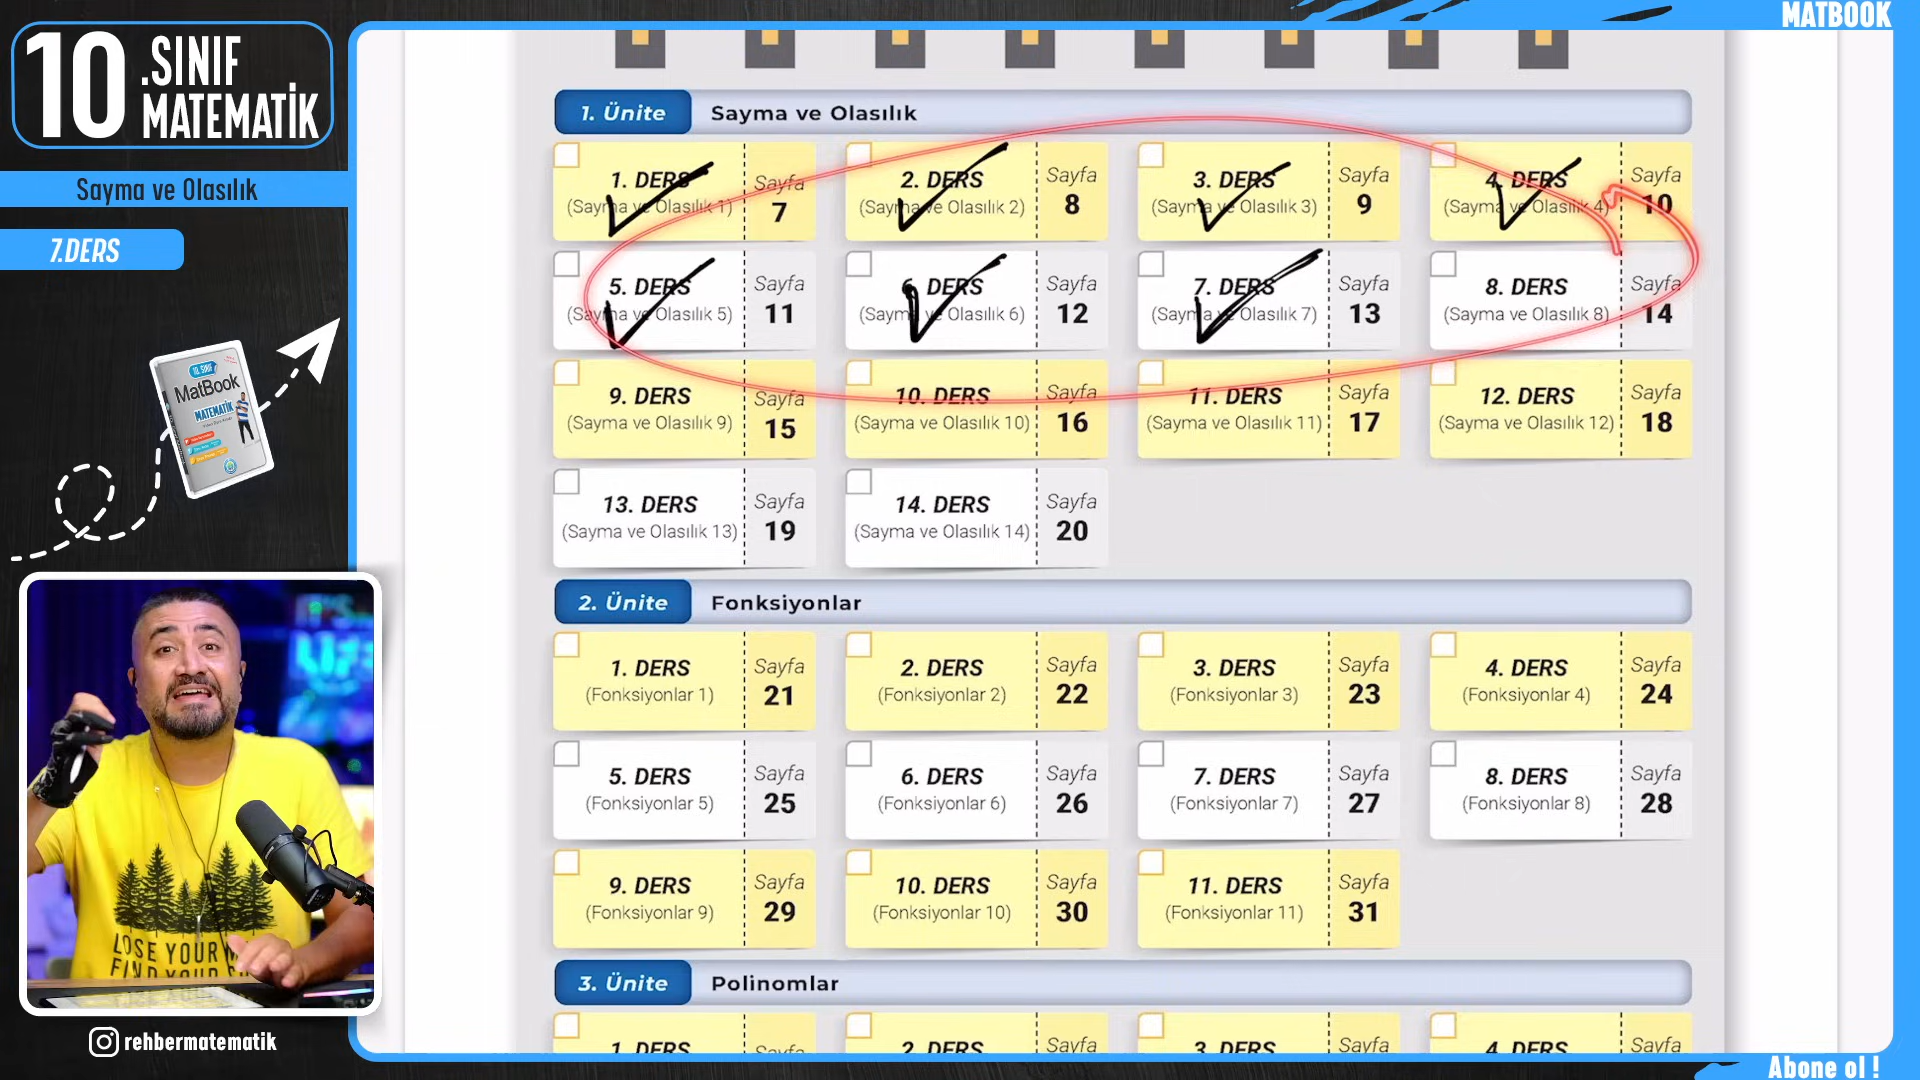 MATBOOK
10
.SINIF
MATEMATİK
Sayma ve Olasılık
7.DERS
10. SINIF
MatBook
MATEMATİK
LOSE YOUR
FIND YOUR
rehbermatematik
1. Ünite Sayma ve Olasılık
1. DERS Sayfa
(Sayma ve Olasılık 1) 7
2. DERS Sayfa
(Sayma ve Olasılık 2) 8
3. DERS Sayfa
(Sayma ve Olasılık 3) 9
4. DERS Sayfa
(Sayma ve Olasılık 4) 10
5. DERS Sayfa
(Sayma ve Olasılık 5) 11
6. DERS Sayfa
(Sayma ve Olasılık 6) 12
7. DERS Sayfa
(Sayma ve Olasılık 7) 13
8. DERS Sayfa
(Sayma ve Olasılık 8) 14
9. DERS Sayfa
(Sayma ve Olasılık 9) 15
10. DERS Sayfa
(Sayma ve Olasılık 10) 16
11. DERS Sayfa
(Sayma ve Olasılık 11) 17
12. DERS Sayfa
(Sayma ve Olasılık 12) 18
13. DERS Sayfa
(Sayma ve Olasılık 13) 19
14. DERS Sayfa
(Sayma ve Olasılık 14) 20
2. Ünite Fonksiyonlar
1. DERS Sayfa
(Fonksiyonlar 1) 21
2. DERS Sayfa
(Fonksiyonlar 2) 22
3. DERS Sayfa
(Fonksiyonlar 3) 23
4. DERS Sayfa
(Fonksiyonlar 4) 24
5. DERS Sayfa
(Fonksiyonlar 5) 25
6. DERS Sayfa
(Fonksiyonlar 6) 26
7. DERS Sayfa
(Fonksiyonlar 7) 27
8. DERS Sayfa
(Fonksiyonlar 8) 28
9. DERS Sayfa
(Fonksiyonlar 9) 29
10. DERS Sayfa
(Fonksiyonlar 10) 30
11. DERS Sayfa
(Fonksiyonlar 11) 31
3. Ünite Polinomlar
1. DERS Sayfa
2. DERS Sayfa
3. DERS Sayfa
4. DERS Sayfa
Abone ol !